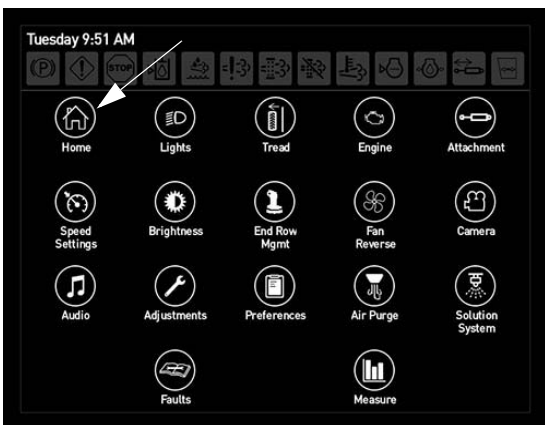 Tuesday 9:51 AM
(P) STOP
Home Lights Tread Engine Attachment
Speed Brightness End Row Fan Camera
Settings Mgmt Reverse
Audio Adjustments Preferences Air Purge Solution
System
Faults Measure